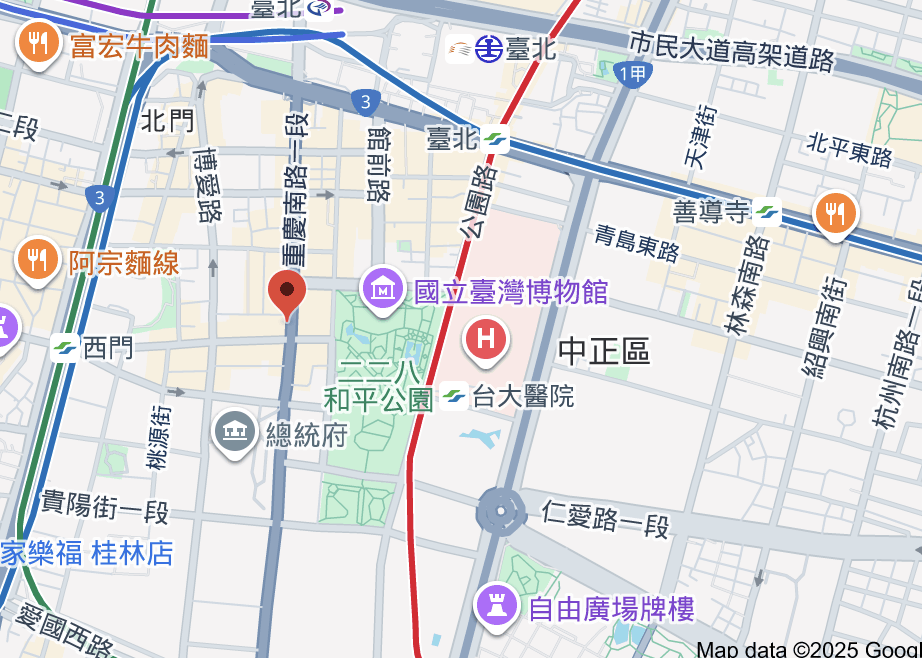 臺北
富宏牛肉麵
臺北
市民大道高架道路
1甲
3
北門
二段
博愛路
重慶南路一段
館前路
臺北
天津街
北平東路
3
公園路
善導寺
青島東路
阿宗麵線
國立臺灣博物館
林森南路
紹興南街
杭州南路一段
西門
H
中正區
二二八
和平公園
台大醫院
總統府
桃源街
貴陽街一段
仁愛路一段
家樂福 桂林店
自由廣場牌樓
愛國西路
Map data ©2025 Googl